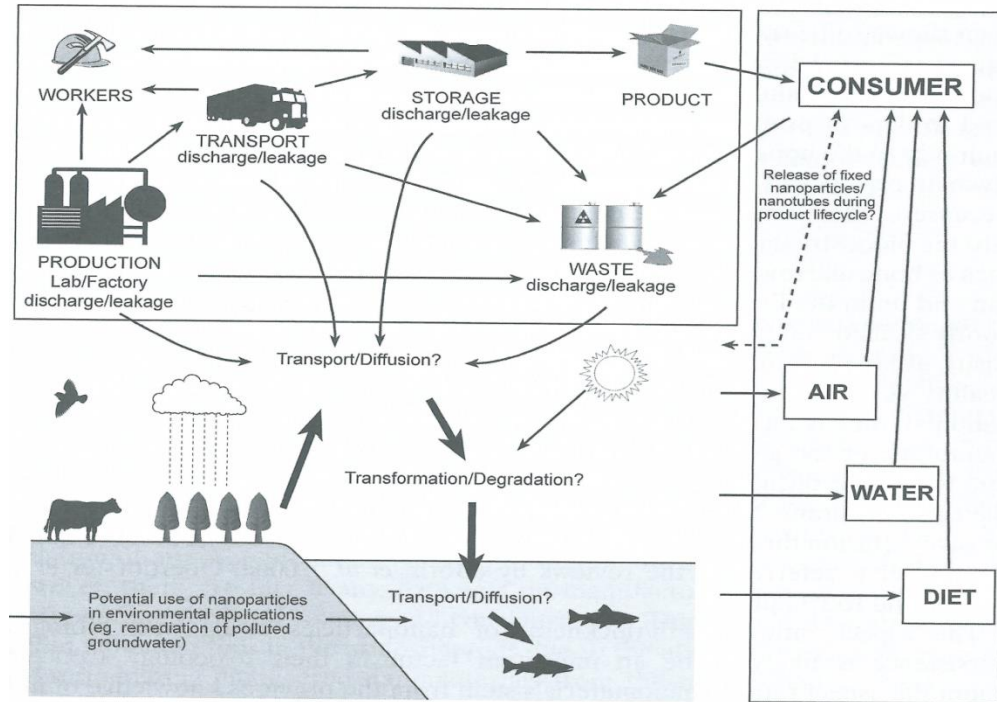 WORKERS
TRANSPORT
discharge/leakage
STORAGE
discharge/leakage
PRODUCT
CONSUMER
PRODUCTION
Lab/Factory
discharge/leakage
WASTE
discharge/leakage
Release of fixed
nanoparticles/
nanotubes during
product lifecycle?
Transport/Diffusion?
AIR
Transformation/Degradation?
WATER
Potential use of nanoparticles
in environmental applications
(eg. remediation of polluted
groundwater)
Transport/Diffusion?
DIET